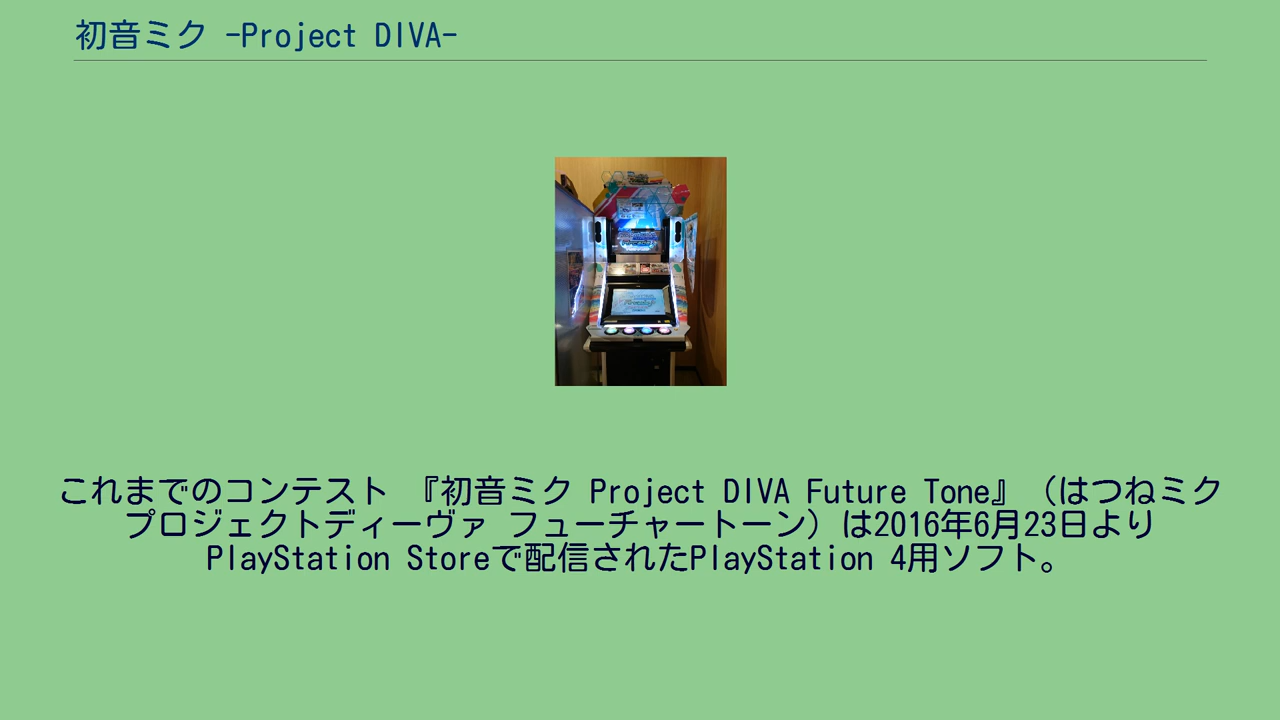 初音ミク -Project DIVA-
これまでのコンテスト 『初音ミク Project DIVA Future Tone』（はつねミク
プロジェクトディーヴァ フューチャートーン）は2016年6月23日より
PlayStation Storeで配信されたPlayStation 4用ソフト。